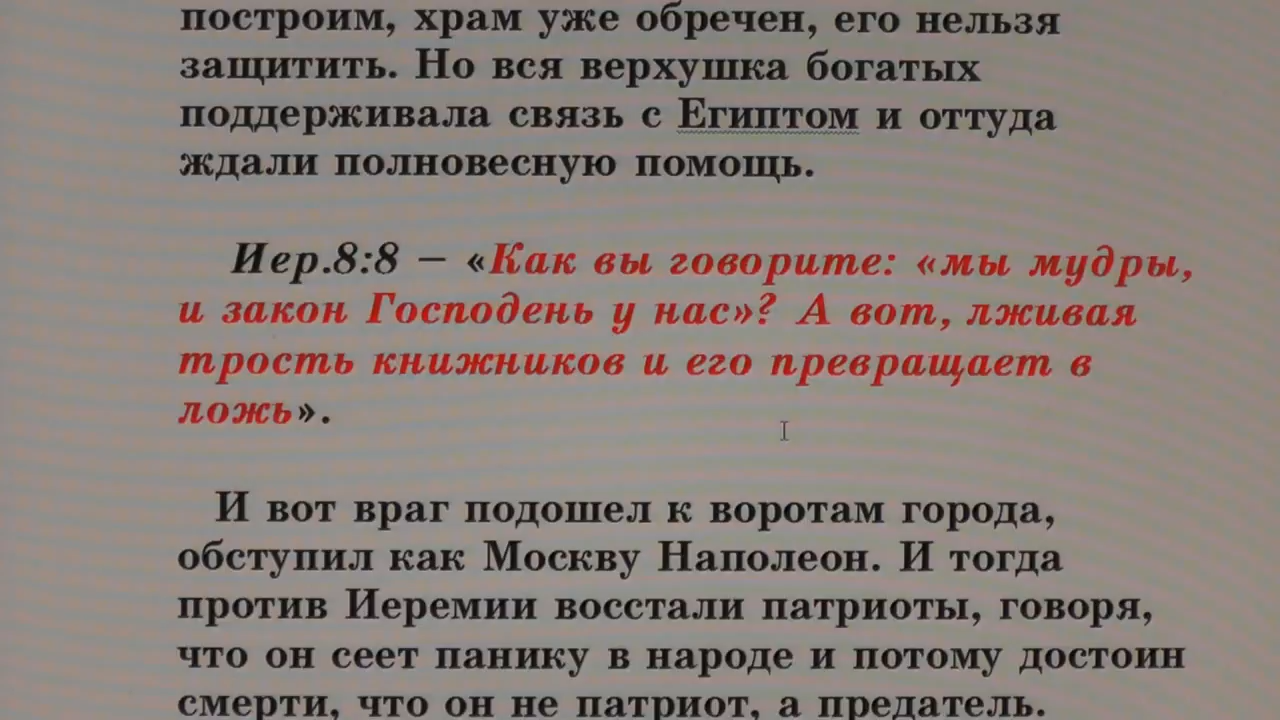 построим, храм уже обречен, его нельзя
защитить. Но вся верхушка богатых
поддерживала связь с Египтом и оттуда
ждали полновесную помощь.
Иер.8:8 – «Как вы говорите: «мы мудры,
и закон Господень у нас»? А вот, лживая
трость книжников и его превращает в
ложь».
И вот враг подошел к воротам города,
обступил как Москву Наполеон. И тогда
против Иеремии восстали патриоты, говоря,
что он сеет панику в народе и потому достоин
смерти, что он не патриот, а предатель.